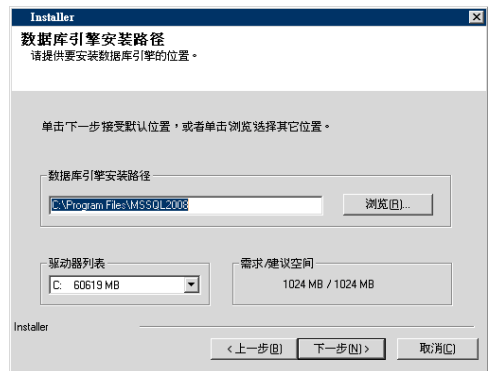 Installer
数据库引擎安装路径
请提供要安装数据库引擎的位置。
单击'下一步'接受默认位置，或者单击'浏览'选择其它位置。
数据库引擎安装路径
C:\Program Files\MSSQL2008
浏览(R)...
驱动器列表
C: 60619 MB
需求/建议空间
1024 MB / 1024 MB
Installer
<上一步(B)
下一步(N)>
取消(C)